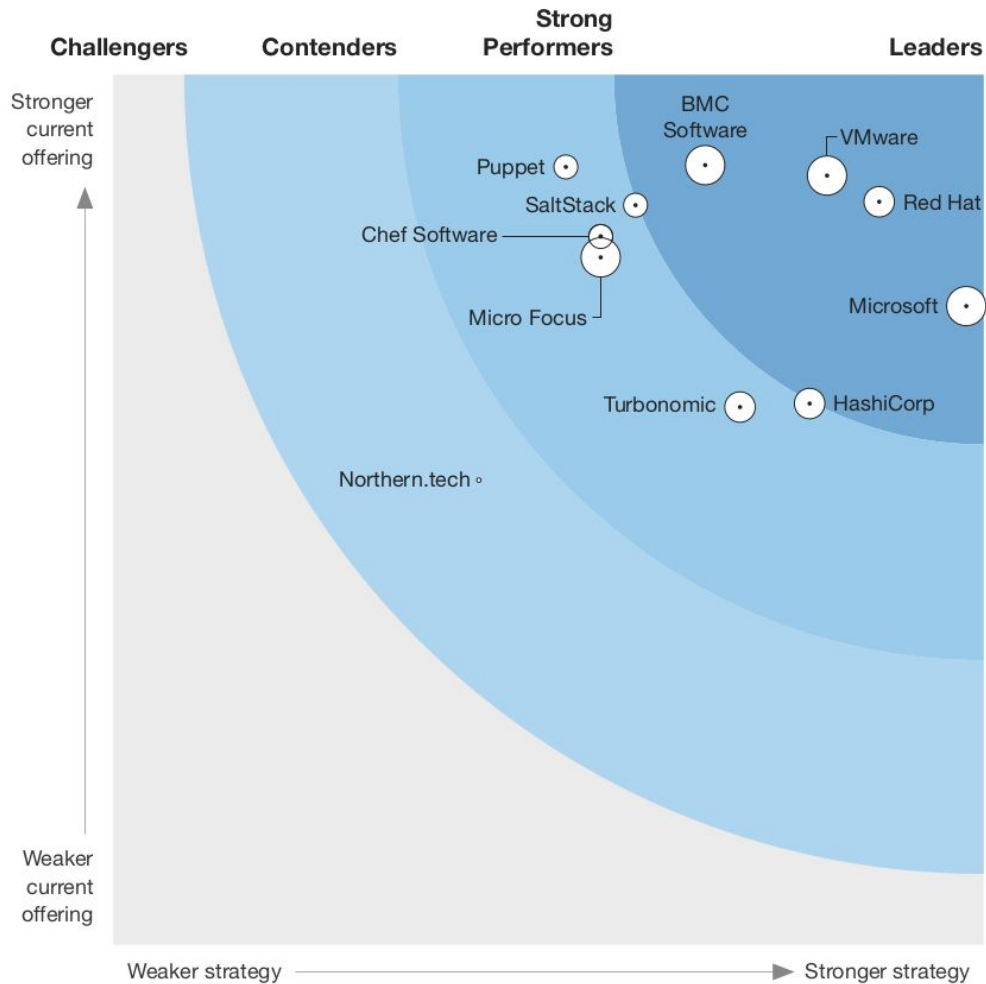 Challengers
Contenders
Strong
Performers
Leaders
Stronger
current
offering
BMC
Software
VMware
Puppet
SaltStack
Red Hat
Chef Software
Micro Focus
Microsoft
Turbonomic
HashiCorp
Northern.tech
Weaker
current
offering
Weaker strategy
Stronger strategy